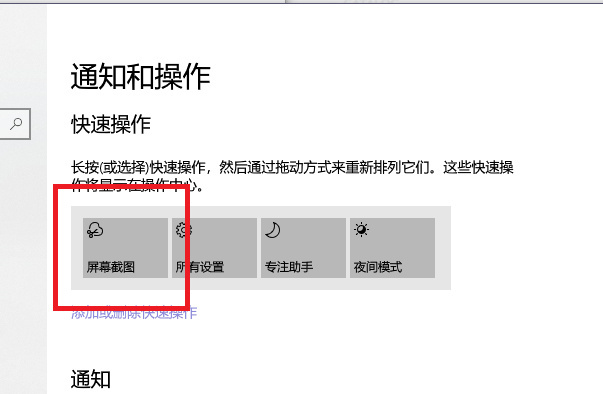 通知和操作
快速操作
长按(或选择)快速操作，然后通过拖动方式来重新排列它们。这些快速操
作将显示在操作中心。
屏幕截图
所有设置
专注助手
夜间模式
添加或删除快速操作
通知